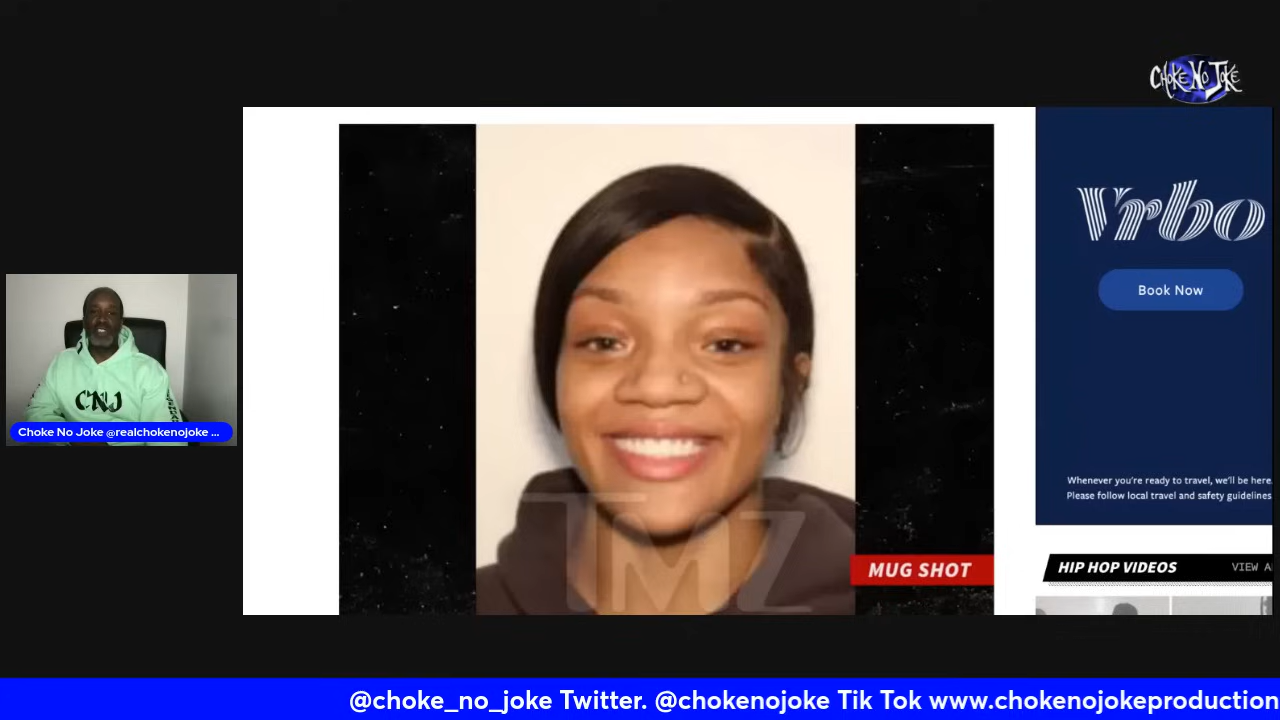 CHOKE NO JOKE
Vrbo
Book Now
CNJ
Choke No Joke @realchokenojoke ...
Whenever you're ready to travel, we'll be here.
Please follow local travel and safety guidelines
TMZ
MUG SHOT
HIP HOP VIDEOS
VIEW A
@choke_no_joke Twitter. @chokenojoke Tik Tok www.chokenojokeproduction